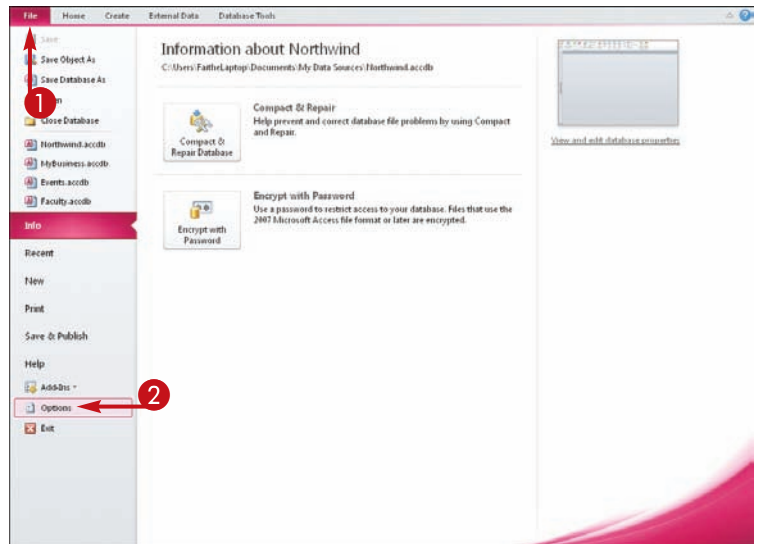 File Home Create External Data Database Tools
Save
Save Object As
Save Database As
Close Database
Northwind.accdb
MyBusiness.accdb
Events.accdb
Faculty.accdb
Info
Recent
New
Print
Save & Publish
Help
Add-Ins
Options
Exit
1
2
Information about Northwind
C:\Users\FaitheLaptop\Documents\My Data Sources\Northwind.accdb
Compact &
Repair Database
Compact & Repair
Help prevent and correct database file problems by using Compact
and Repair.
Encrypt with
Password
Encrypt with Password
Use a password to restrict access to your database. Files that use the
2007 Microsoft Access file format or later are encrypted.
View and edit database properties